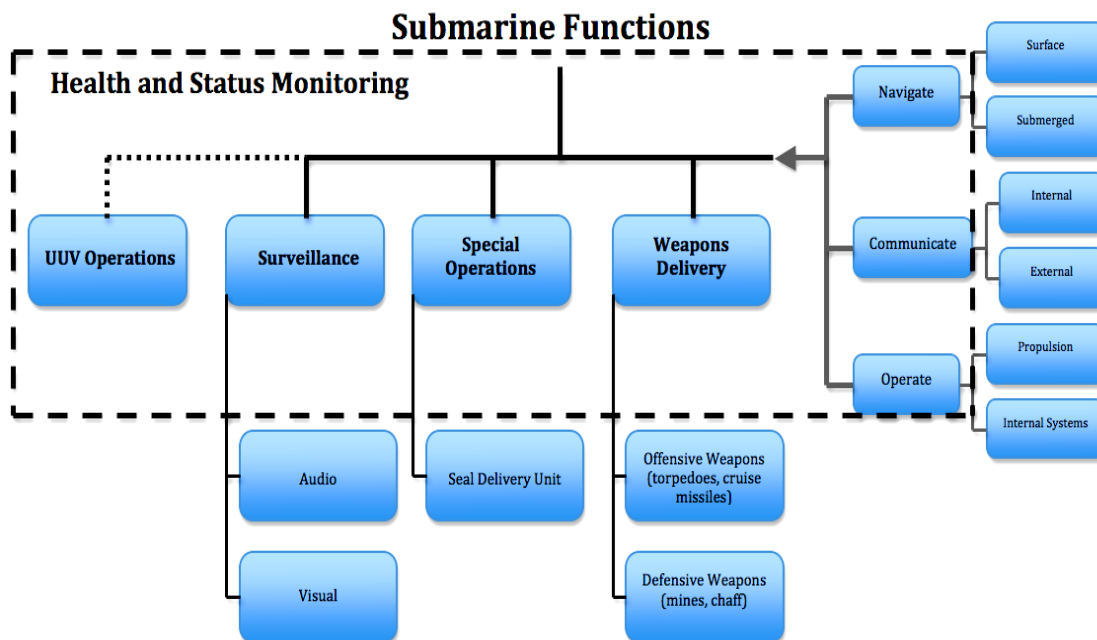 Submarine Functions
Health and Status Monitoring
Surface
Navigate
Submerged
Internal
UUV Operations
Surveillance
Special
Operations
Weapons
Delivery
Communicate
External
Propulsion
Operate
Internal Systems
Audio
Seal Delivery Unit
Offensive Weapons
(torpedoes, cruise
missiles)
Visual
Defensive Weapons
(mines, chaff)